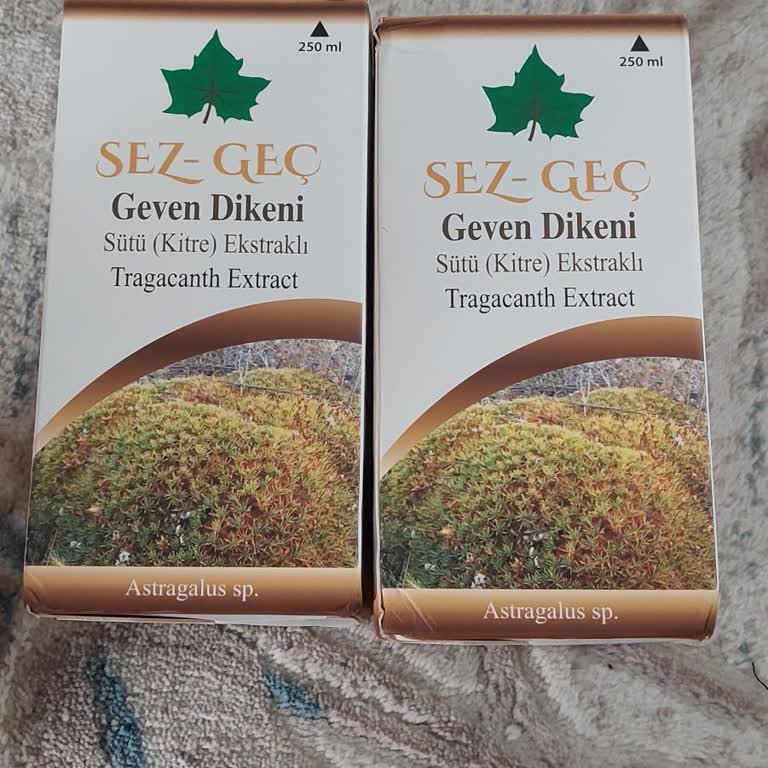 250 ml
SEZ- GEÇ
Geven Dikeni
Sütü (Kitre) Ekstraklı
Tragacanth Extract
Astragalus sp.
250 ml
SEZ- GEÇ
Geven Dikeni
Sütü (Kitre) Ekstraklı
Tragacanth Extract
Astragalus sp.